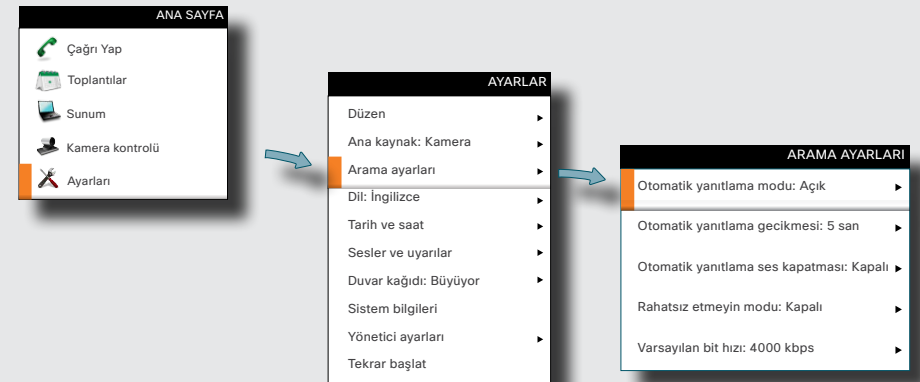 ANA SAYFA
Çağrı Yap
Toplantılar
Sunum
Kamera kontrolü
Ayarları
AYARLAR
Düzen
Ana kaynak: Kamera
Arama ayarları
Dil: İngilizce
Tarih ve saat
Sesler ve uyarılar
Duvar kağıdı: Büyüyor
Sistem bilgileri
Yönetici ayarları
Tekrar başlat
ARAMA AYARLARI
Otomatik yanıtlama modu: Açık
Otomatik yanıtlama gecikmesi: 5 san
Otomatik yanıtlama ses kapatması: Kapalı
Rahatsız etmeyin modu: Kapalı
Varsayılan bit hızı: 4000 kbps